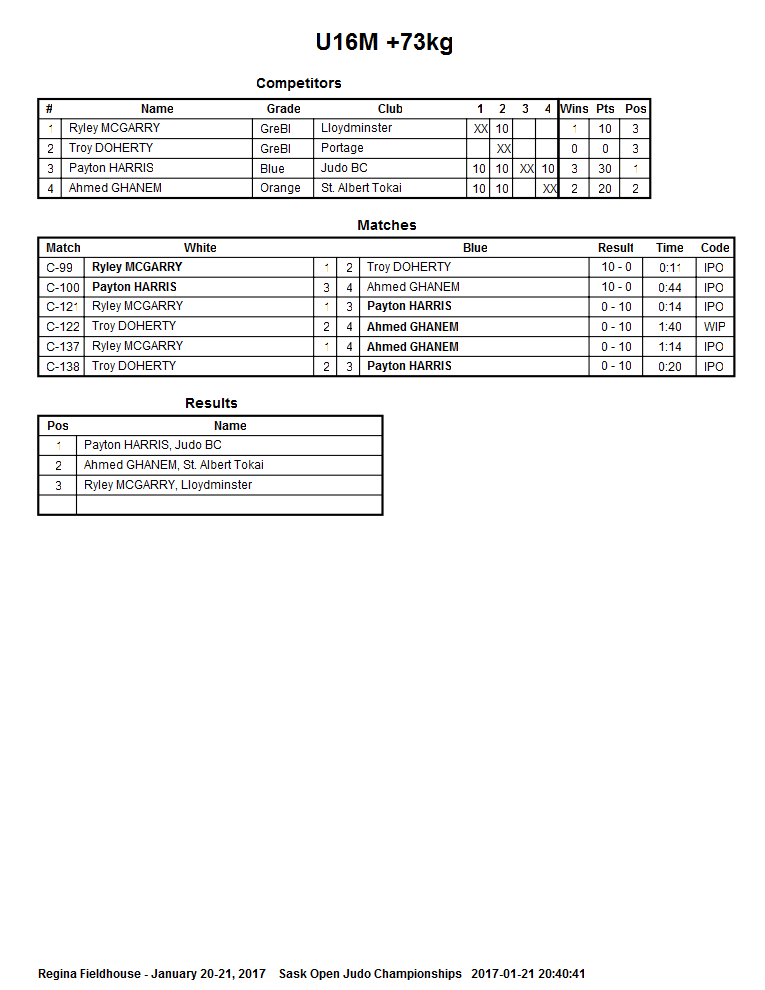 U16M +73kg
Competitors
# Name Grade Club 1 2 3 4 Wins Pts Pos
1 Ryley MCGARRY GreBl Lloydminster XX 10 1 10 3
2 Troy DOHERTY GreBl Portage XX 0 0 3
3 Payton HARRIS Blue Judo BC 10 10 XX 10 3 30 1
4 Ahmed GHANEM Orange St. Albert Tokai 10 10 XX 2 20 2
Matches
Match White Blue Result Time Code
C-99 Ryley MCGARRY 1 2 Troy DOHERTY 10 - 0 0:11 IPO
C-100 Payton HARRIS 3 4 Ahmed GHANEM 10 - 0 0:44 IPO
C-121 Ryley MCGARRY 1 3 Payton HARRIS 0 - 10 0:14 IPO
C-122 Troy DOHERTY 2 4 Ahmed GHANEM 0 - 10 1:40 WIP
C-137 Ryley MCGARRY 1 4 Ahmed GHANEM 0 - 10 1:14 IPO
C-138 Troy DOHERTY 2 3 Payton HARRIS 0 - 10 0:20 IPO
Results
Pos Name
1 Payton HARRIS, Judo BC
2 Ahmed GHANEM, St. Albert Tokai
3 Ryley MCGARRY, Lloydminster
Regina Fieldhouse - January 20-21, 2017 Sask Open Judo Championships 2017-01-21 20:40:41